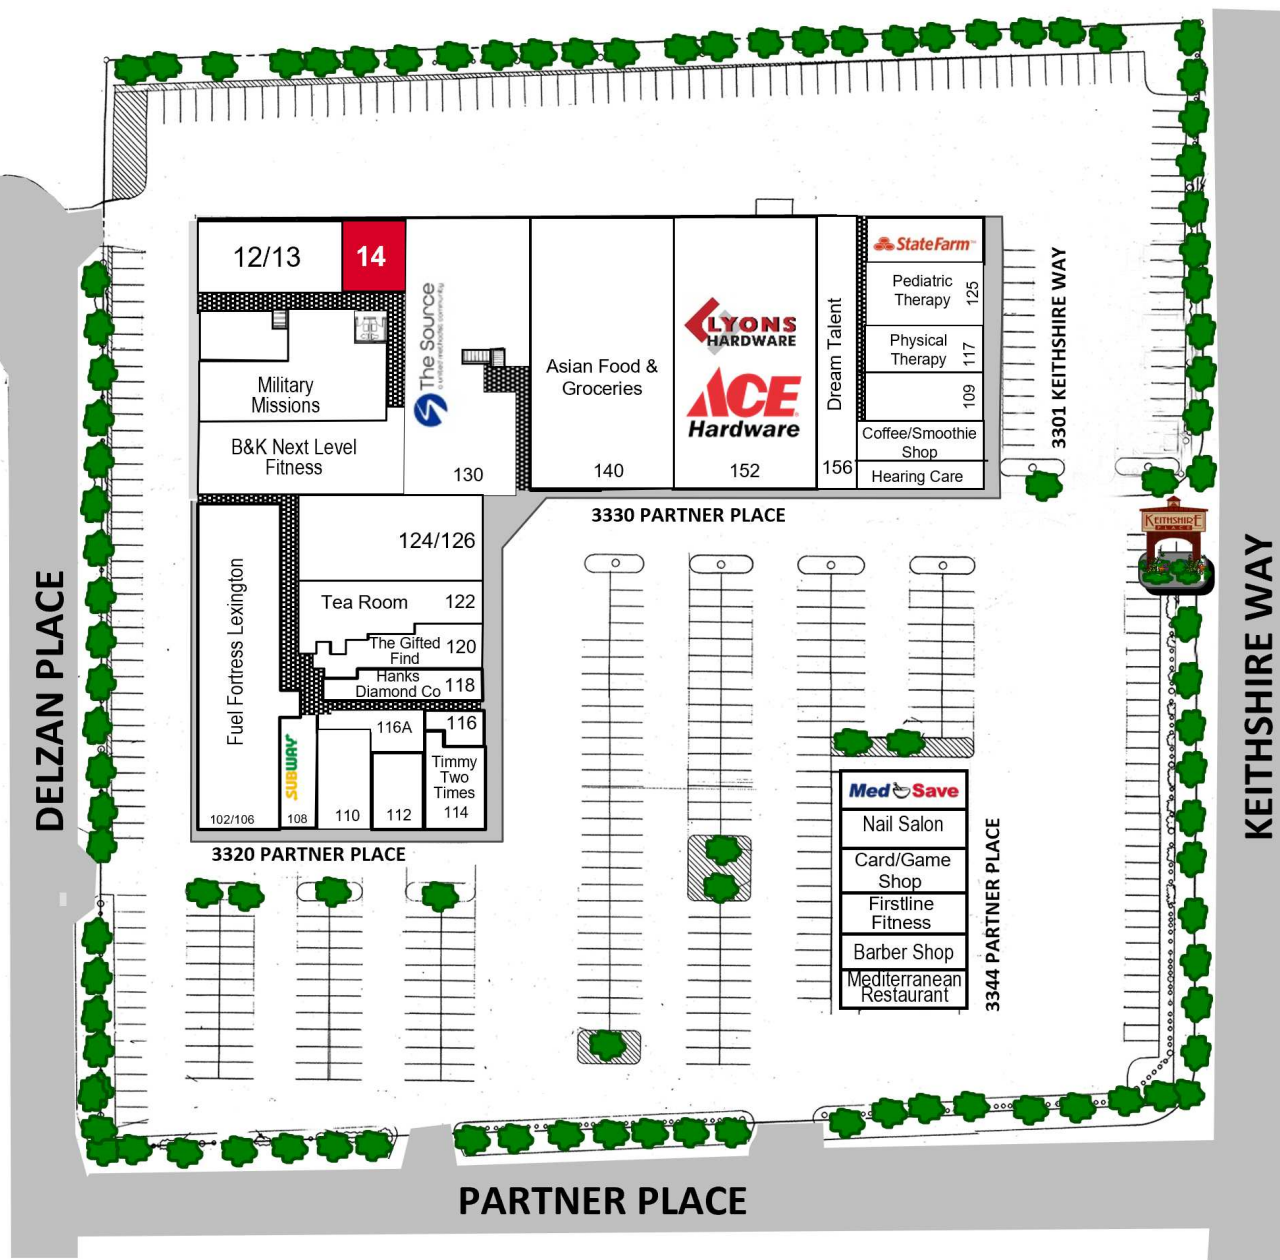 12/13
14
The Source
a united methodist community
130
Military
Missions
B&K Next Level
Fitness
Asian Food &
Groceries
140
LYONS
HARDWARE
ACE
Hardware
152
Dream Talent
156
StateFarm
Pediatric
Therapy
125
Physical
Therapy
117
109
Coffee/Smoothie
Shop
Hearing Care
3301 KEITHSHIRE WAY
3330 PARTNER PLACE
KEITHSHIRE
PLACE
KEITHSHIRE WAY
DELZAN PLACE
Fuel Fortress Lexington
102/106
124/126
Tea Room
122
The Gifted
Find
120
Hanks
Diamond Co
118
116A
116
SUBWAY
108
110
112
Timmy
Two
Times
114
3320 PARTNER PLACE
Med Save
Nail Salon
Card/Game
Shop
Firstline
Fitness
Barber Shop
Mediterranean
Restaurant
3344 PARTNER PLACE
PARTNER PLACE